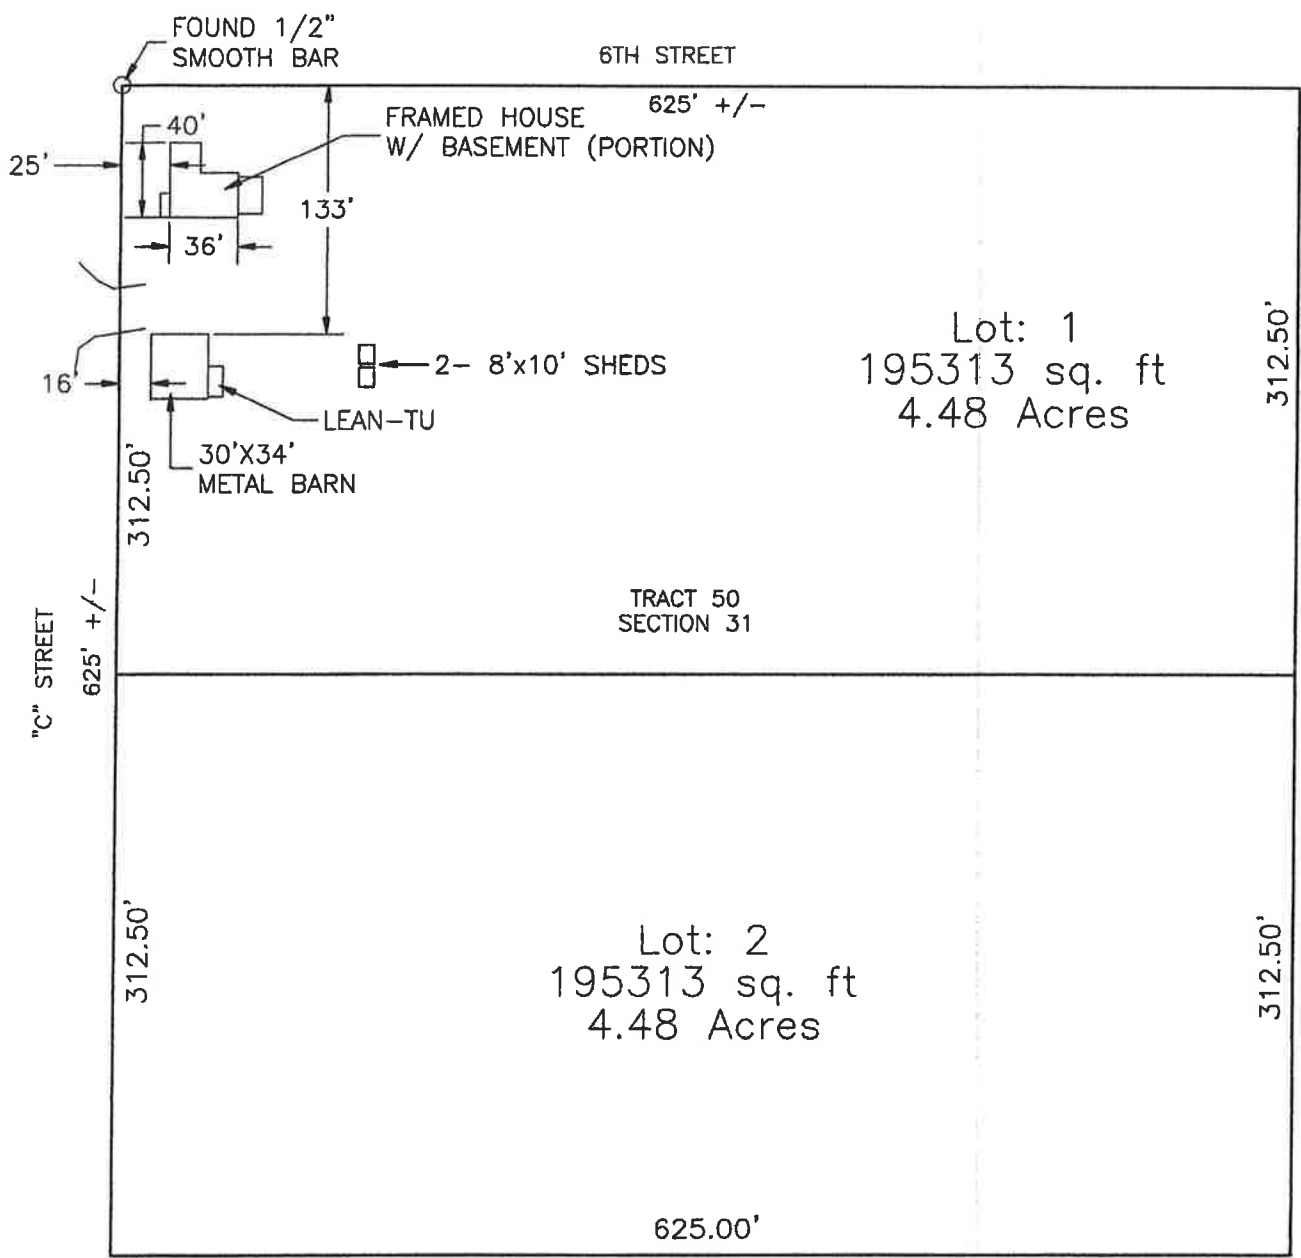 FOUND 1/2"
SMOOTH BAR
6TH STREET
625' +/-
40'
FRAMED HOUSE
W/ BASEMENT (PORTION)
25'
133'
36'
Lot: 1
195313 sq. ft
4.48 Acres
312.50'
2- 8'x10' SHEDS
16'
LEAN-TU
30'X34'
METAL BARN
312.50'
TRACT 50
SECTION 31
"C" STREET
625' +/-
Lot: 2
195313 sq. ft
4.48 Acres
312.50'
312.50'
625.00'